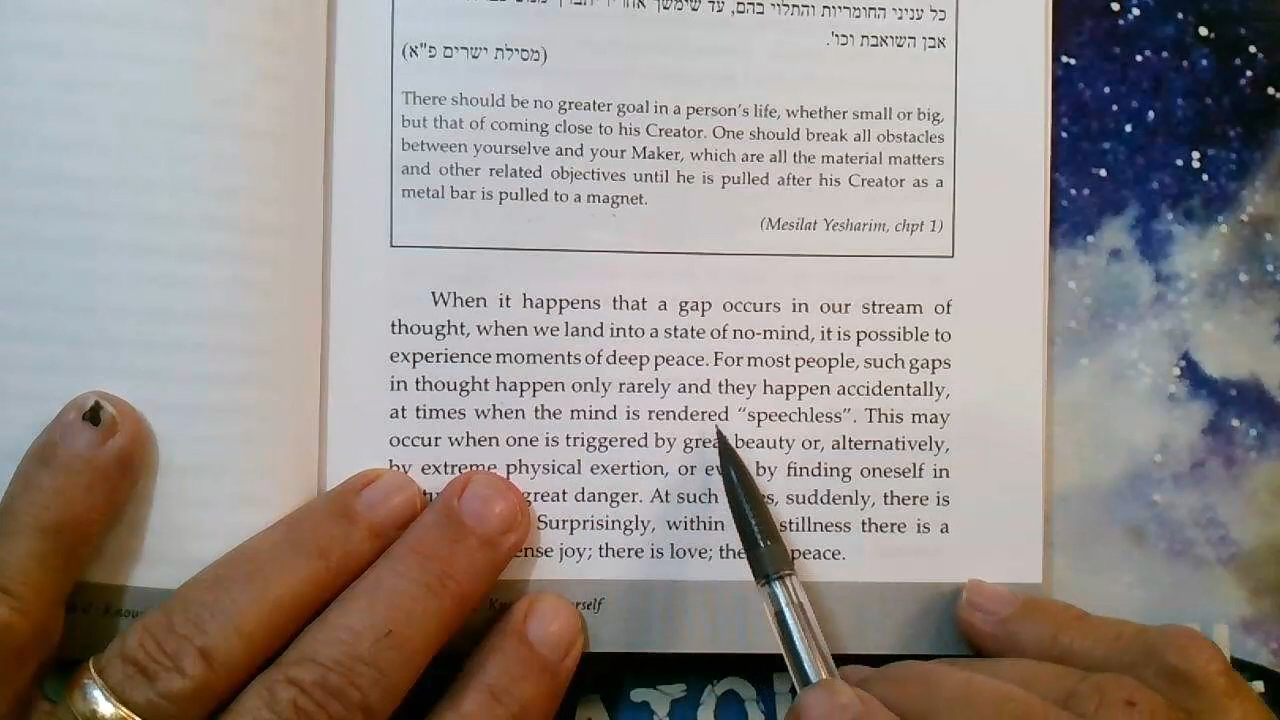 כל עניני החומריות והתלוי בהם, עד שימשך אחריו יתברך ממש
אבן השואבת וכו'.
(מסילת ישרים פ"א)
There should be no greater goal in a person's life, whether small or big,
but that of coming close to his Creator. One should break all obstacles
between yourselve and your Maker, which are all the material matters
and other related objectives until he is pulled after his Creator as a
metal bar is pulled to a magnet.
(Mesilat Yesharim, chpt 1)
When it happens that a gap occurs in our stream of
thought, when we land into a state of no-mind, it is possible to
experience moments of deep peace. For most people, such gaps
in thought happen only rarely and they happen accidentally,
at times when the mind is rendered "speechless". This may
occur when one is triggered by great beauty or, alternatively,
by extreme physical exertion, or even by finding oneself in
great danger. At such suddenly, there is
Surprisingly, within stillness there is a
joy; there is love; peace.